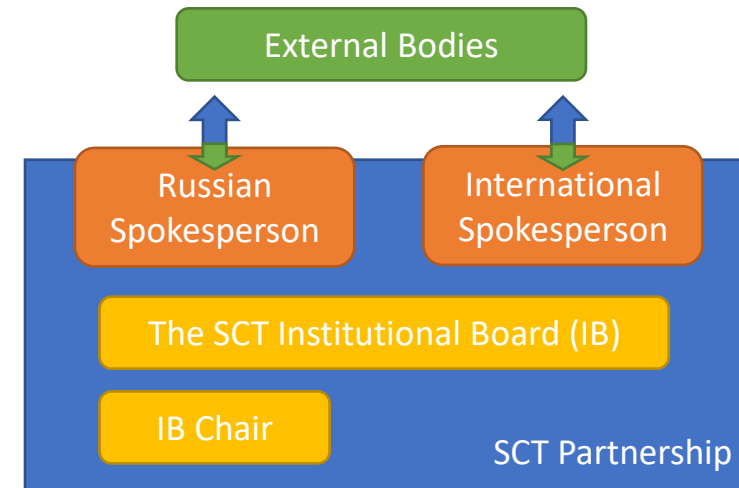 External Bodies
Russian
Spokesperson
International
Spokesperson
The SCT Institutional Board (IB)
IB Chair
SCT Partnership